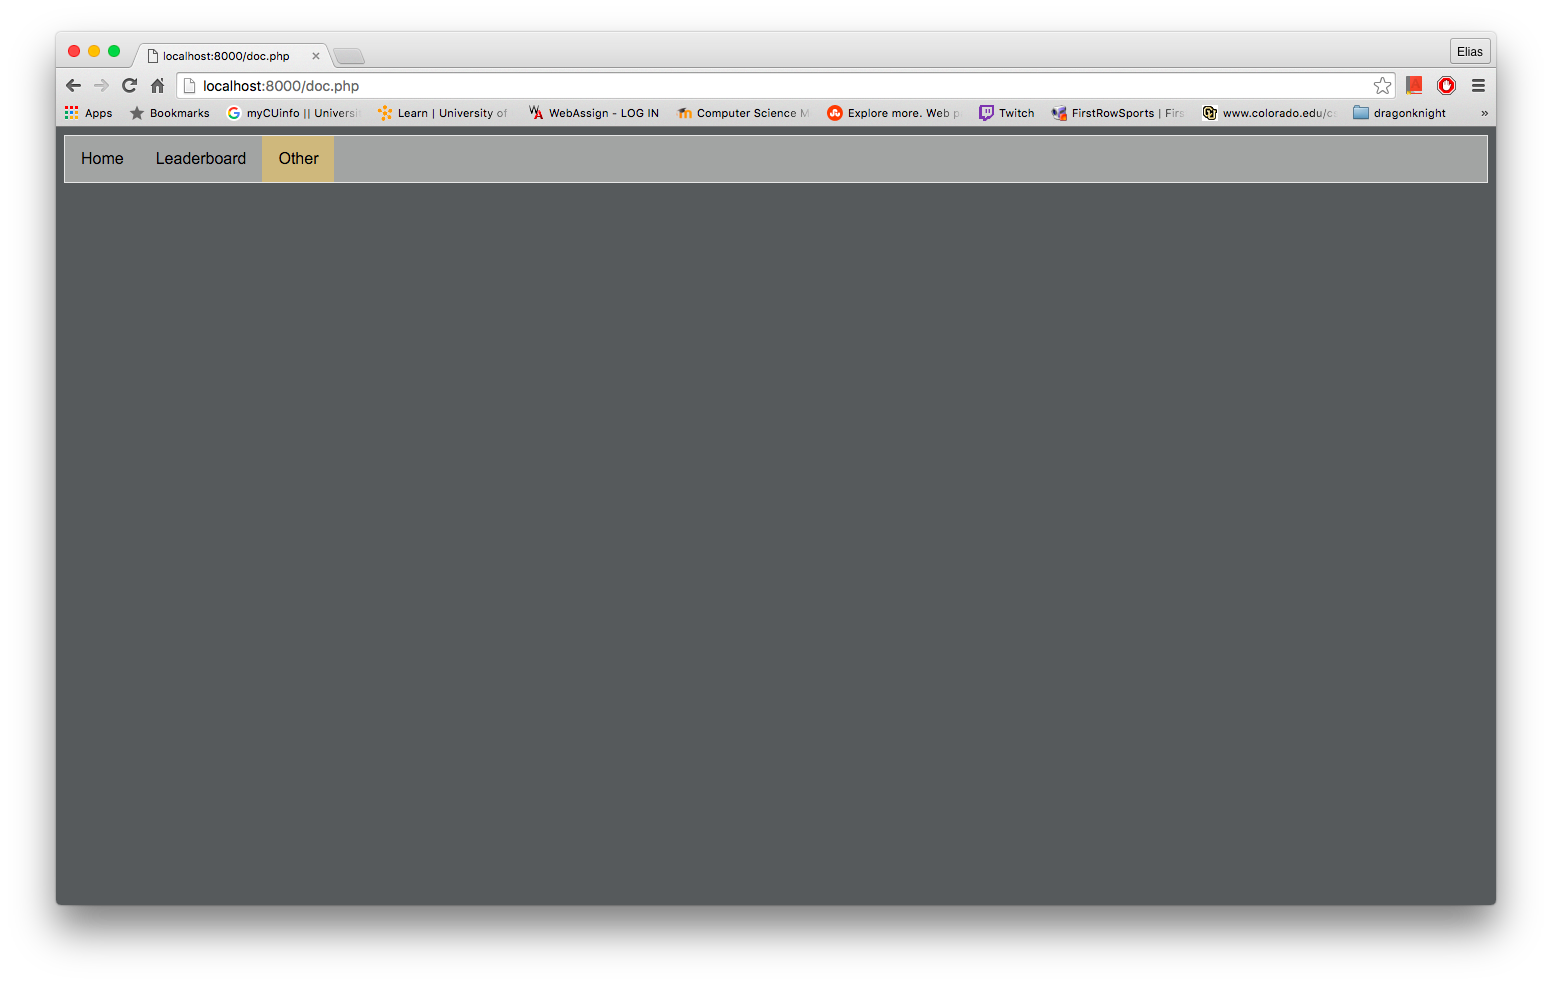 localhost:8000/doc.php
Elias
localhost:8000/doc.php
Apps Bookmarks myCUinfo || Universi Learn | University of WebAssign - LOG IN Computer Science M Explore more. Web p Twitch FirstRowSports | Firs www.colorado.edu/cs dragonknight »
Home Leaderboard Other